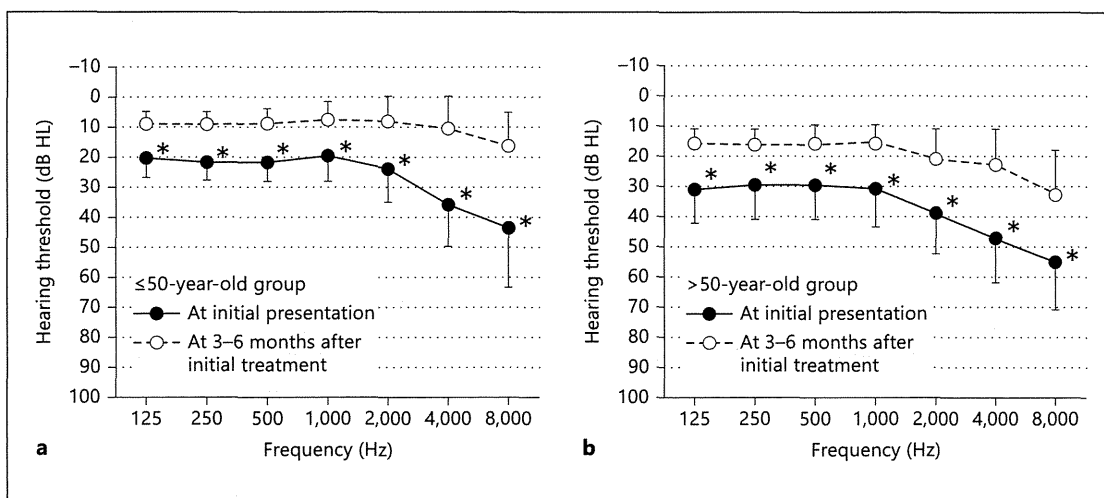 Hearing threshold (dB HL)
–10
0
10
20
30
40
50
60
70
80
90
100
* * * * * * *
≤50-year-old group
At initial presentation
At 3–6 months after
initial treatment
125 250 500 1,000 2,000 4,000 8,000
Frequency (Hz)
a
Hearing threshold (dB HL)
–10
0
10
20
30
40
50
60
70
80
90
100
* * * * * * *
>50-year-old group
At initial presentation
At 3–6 months after
initial treatment
125 250 500 1,000 2,000 4,000 8,000
Frequency (Hz)
b